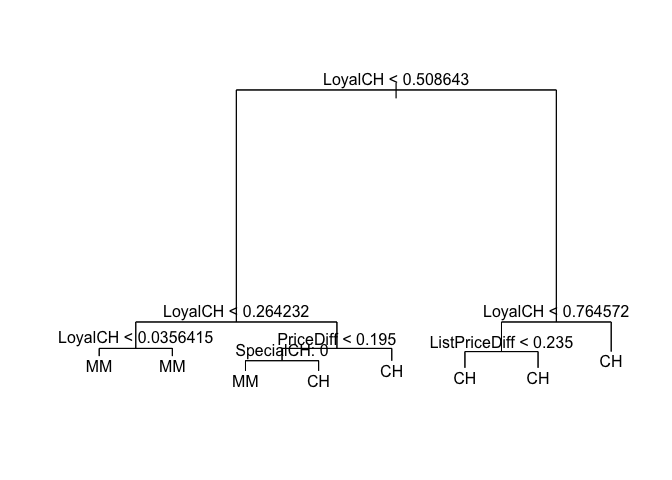 LoyalCH < 0.508643
LoyalCH < 0.264232
LoyalCH < 0.764572
LoyalCH < 0.0356415
PriceDiff < 0.195
ListPriceDiff < 0.235
SpecialCH: 0
MM
MM
MM
CH
CH
CH
CH
CH